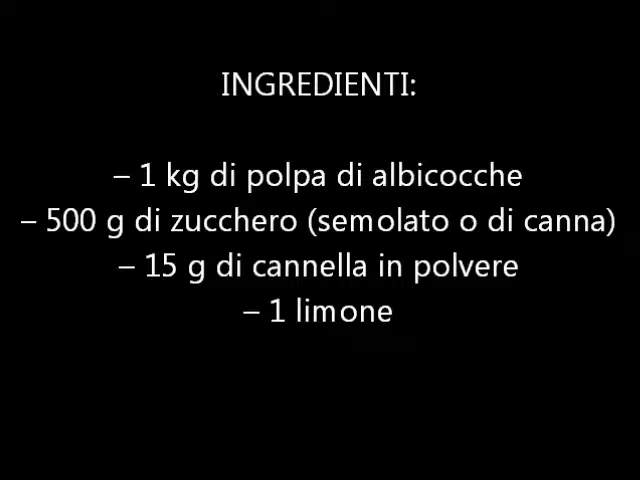 INGREDIENTI:
– 1 kg di polpa di albicocche
– 500 g di zucchero (semolato o di canna)
– 15 g di cannella in polvere
– 1 limone